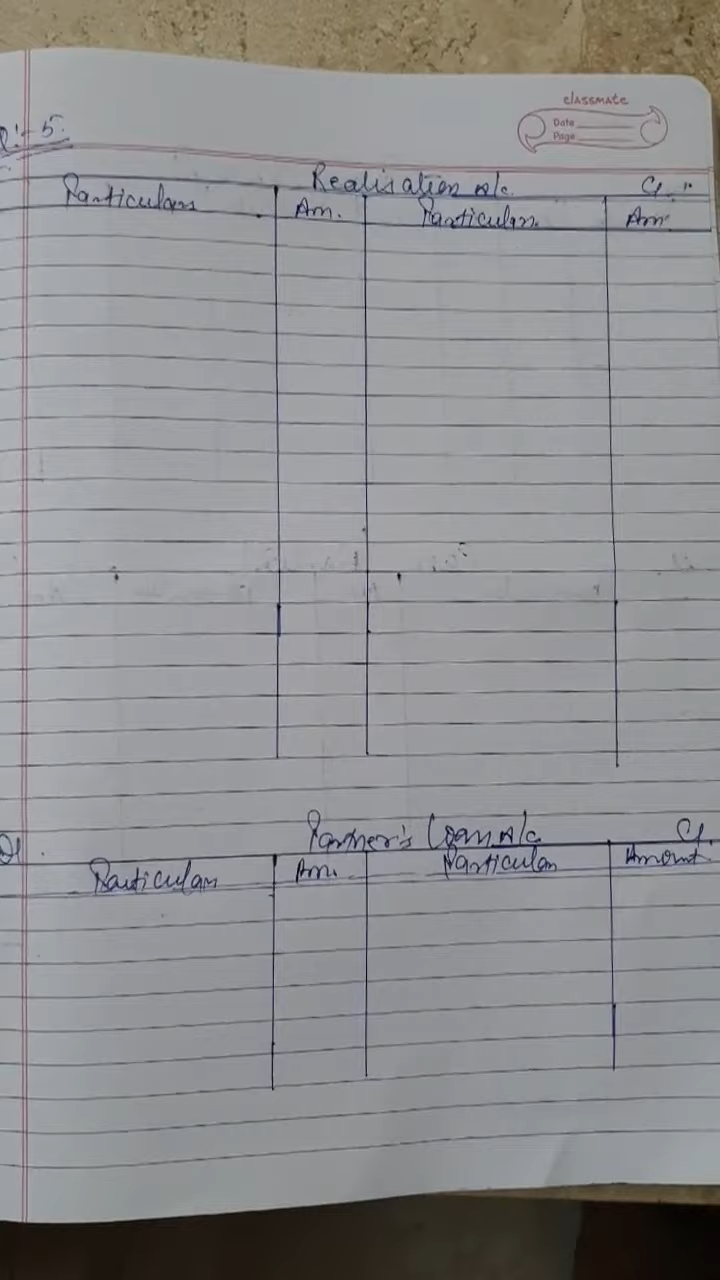 classmate
Date
Page
5.
Realisation A/c. Cr.
Particulars Am. Particulars Am.
Partner's Loan A/c Cr.
Particulars Am. Particulars Amount